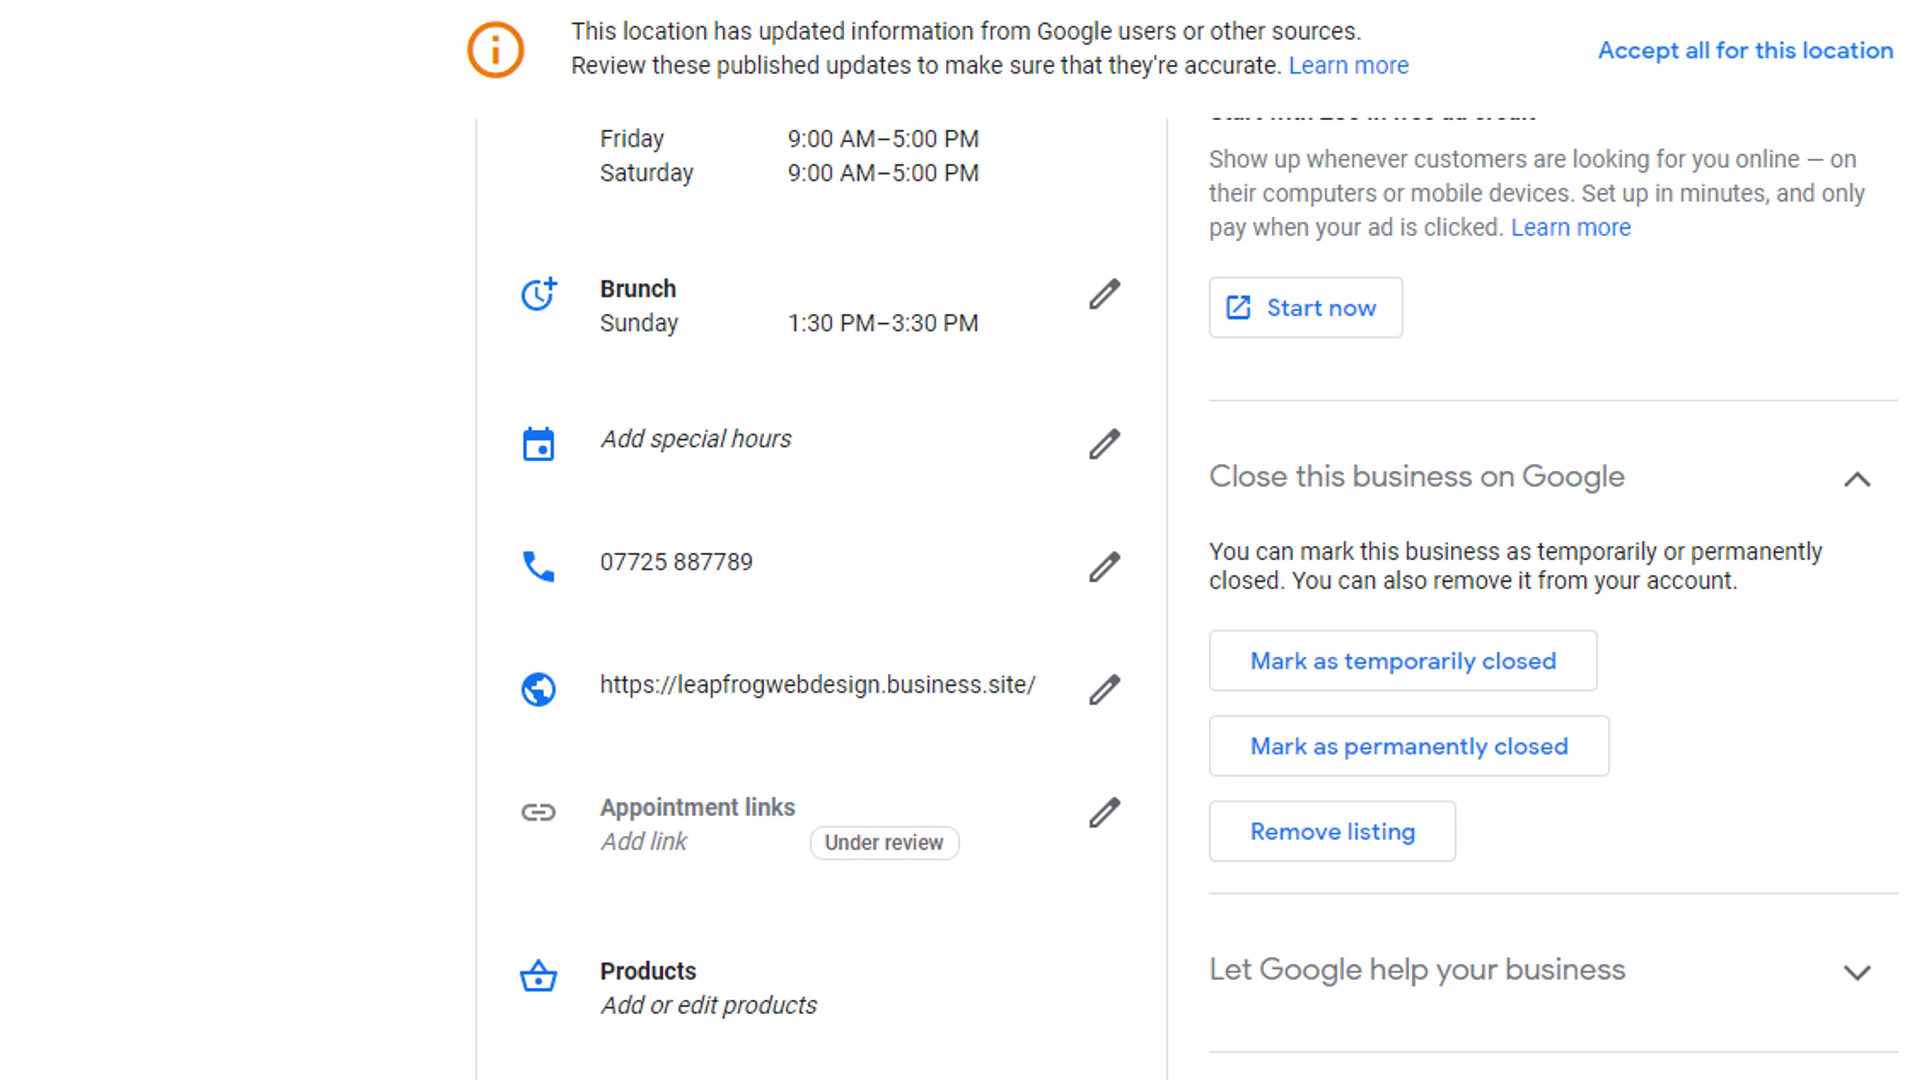 This location has updated information from Google users or other sources.
Review these published updates to make sure that they're accurate. Learn more
Accept all for this location
Friday 9:00 AM–5:00 PM
Saturday 9:00 AM–5:00 PM
Brunch
Sunday 1:30 PM–3:30 PM
Add special hours
07725 887789
https://leapfrogwebdesign.business.site/
Appointment links
Add link Under review
Products
Add or edit products
Show up whenever customers are looking for you online — on
their computers or mobile devices. Set up in minutes, and only
pay when your ad is clicked. Learn more
Start now
Close this business on Google
You can mark this business as temporarily or permanently
closed. You can also remove it from your account.
Mark as temporarily closed
Mark as permanently closed
Remove listing
Let Google help your business